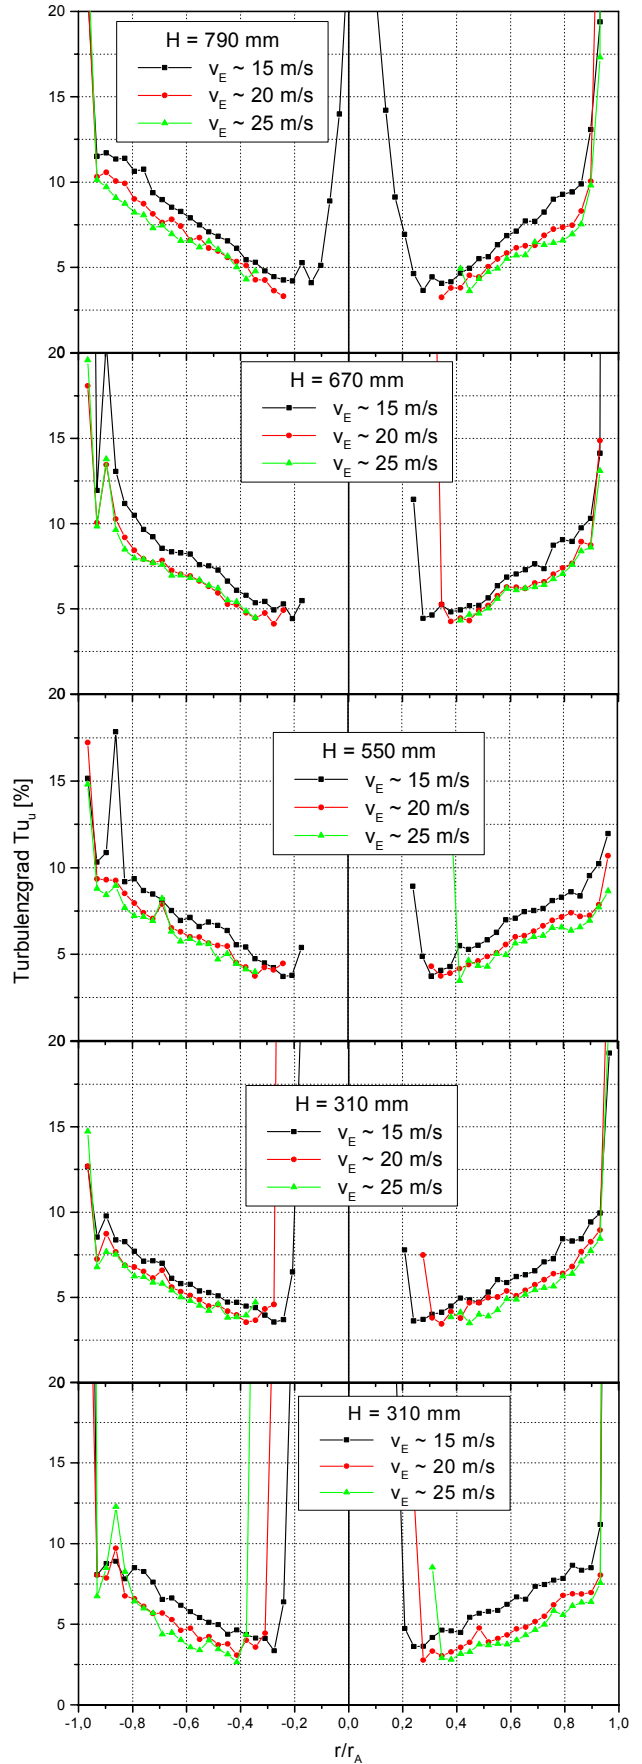 20
H = 790 mm
v_E ~ 15 m/s
v_E ~ 20 m/s
v_E ~ 25 m/s
15
10
5
0
20
H = 670 mm
v_E ~ 15 m/s
v_E ~ 20 m/s
v_E ~ 25 m/s
15
10
5
0
20
H = 550 mm
v_E ~ 15 m/s
v_E ~ 20 m/s
v_E ~ 25 m/s
15
10
5
0
Turbulenzgrad Tu_u [%]
20
H = 310 mm
v_E ~ 15 m/s
v_E ~ 20 m/s
v_E ~ 25 m/s
15
10
5
0
20
H = 310 mm
v_E ~ 15 m/s
v_E ~ 20 m/s
v_E ~ 25 m/s
15
10
5
0
-1,0 -0,8 -0,6 -0,4 -0,2 0,0 0,2 0,4 0,6 0,8 1,0
r/r_A